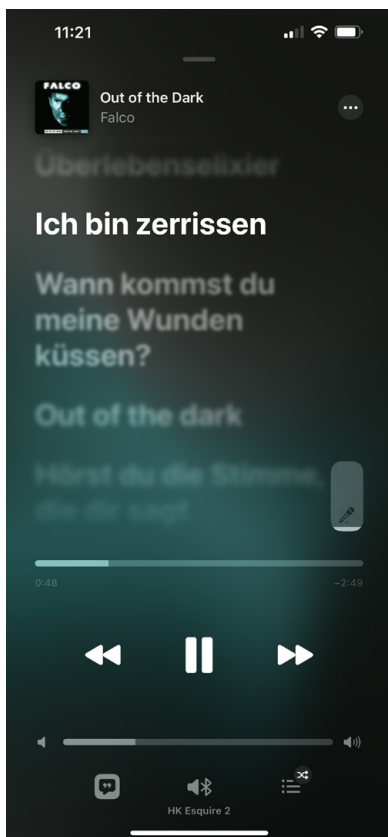 11:21
FALCO
Out of the Dark
Falco
Überlebenselixier
Ich bin zerrissen
Wann kommst du
meine Wunden
küssen?
Out of the dark
Hörst du die Stimme,
die dir sagt
0:48
−2:49
HK Esquire 2